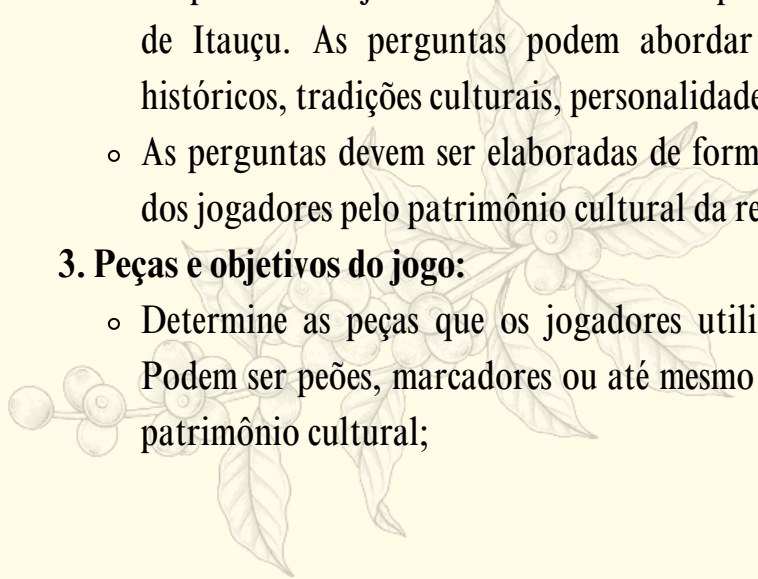 de Itauçu. As perguntas podem abordar
históricos, tradições culturais, personalidade
◦ As perguntas devem ser elaboradas de form
dos jogadores pelo patrimônio cultural da re
3. Peças e objetivos do jogo:
◦ Determine as peças que os jogadores utili
Podem ser peões, marcadores ou até mesmo
patrimônio cultural;